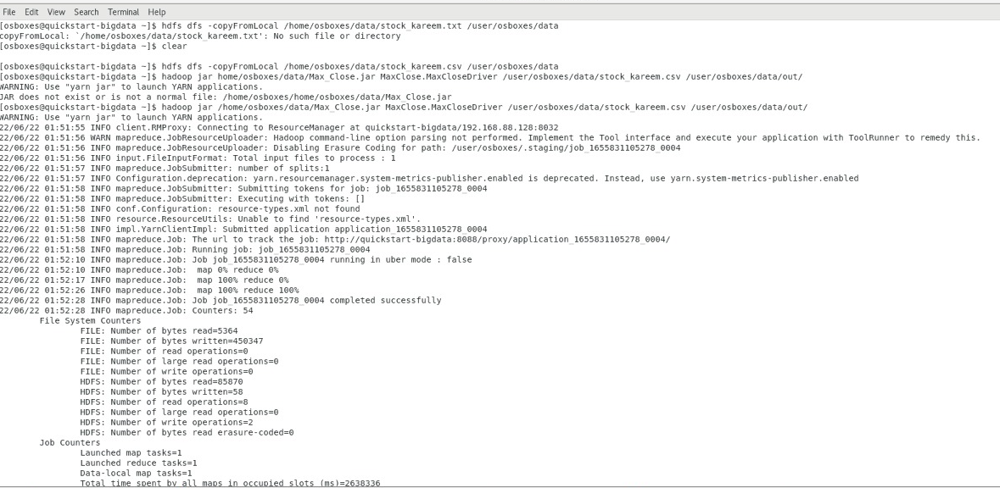 File Edit View Search Terminal Help
[osboxes@quickstart-bigdata ~]$ hdfs dfs -copyFromLocal /home/osboxes/data/stock_kareem.txt /user/osboxes/data
copyFromLocal: `/home/osboxes/data/stock_kareem.txt': No such file or directory
[osboxes@quickstart-bigdata ~]$ clear
[osboxes@quickstart-bigdata ~]$ hdfs dfs -copyFromLocal /home/osboxes/data/stock_kareem.csv /user/osboxes/data
[osboxes@quickstart-bigdata ~]$ hadoop jar home/osboxes/data/Max_Close.jar MaxClose.MaxCloseDriver /user/osboxes/data/stock_kareem.csv /user/osboxes/data/out/
WARNING: Use "yarn jar" to launch YARN applications.
JAR does not exist or is not a normal file: /home/osboxes/home/osboxes/data/Max_Close.jar
[osboxes@quickstart-bigdata ~]$ hadoop jar /home/osboxes/data/Max_Close.jar MaxClose.MaxCloseDriver /user/osboxes/data/stock_kareem.csv /user/osboxes/data/out/
WARNING: Use "yarn jar" to launch YARN applications.
22/06/22 01:51:55 INFO client.RMProxy: Connecting to ResourceManager at quickstart-bigdata/192.168.88.128:8032
22/06/22 01:51:56 WARN mapreduce.JobResourceUploader: Hadoop command-line option parsing not performed. Implement the Tool interface and execute your application with ToolRunner to remedy this.
22/06/22 01:51:56 INFO mapreduce.JobResourceUploader: Disabling Erasure Coding for path: /user/osboxes/.staging/job_1655831105278_0004
22/06/22 01:51:56 INFO input.FileInputFormat: Total input files to process : 1
22/06/22 01:51:57 INFO mapreduce.JobSubmitter: number of splits:1
22/06/22 01:51:57 INFO Configuration.deprecation: yarn.resourcemanager.system-metrics-publisher.enabled is deprecated. Instead, use yarn.system-metrics-publisher.enabled
22/06/22 01:51:58 INFO mapreduce.JobSubmitter: Submitting tokens for job: job_1655831105278_0004
22/06/22 01:51:58 INFO mapreduce.JobSubmitter: Executing with tokens: []
22/06/22 01:51:58 INFO conf.Configuration: resource-types.xml not found
22/06/22 01:51:58 INFO resource.ResourceUtils: Unable to find 'resource-types.xml'.
22/06/22 01:51:58 INFO impl.YarnClientImpl: Submitted application application_1655831105278_0004
22/06/22 01:51:58 INFO mapreduce.Job: The url to track the job: http://quickstart-bigdata:8088/proxy/application_1655831105278_0004/
22/06/22 01:51:58 INFO mapreduce.Job: Running job: job_1655831105278_0004
22/06/22 01:52:10 INFO mapreduce.Job: Job job_1655831105278_0004 running in uber mode : false
22/06/22 01:52:10 INFO mapreduce.Job:  map 0% reduce 0%
22/06/22 01:52:17 INFO mapreduce.Job:  map 100% reduce 0%
22/06/22 01:52:26 INFO mapreduce.Job:  map 100% reduce 100%
22/06/22 01:52:28 INFO mapreduce.Job: Job job_1655831105278_0004 completed successfully
22/06/22 01:52:28 INFO mapreduce.Job: Counters: 54
File System Counters
FILE: Number of bytes read=5364
FILE: Number of bytes written=450347
FILE: Number of read operations=0
FILE: Number of large read operations=0
FILE: Number of write operations=0
HDFS: Number of bytes read=85870
HDFS: Number of bytes written=58
HDFS: Number of read operations=8
HDFS: Number of large read operations=0
HDFS: Number of write operations=2
HDFS: Number of bytes read erasure-coded=0
Job Counters
Launched map tasks=1
Launched reduce tasks=1
Data-local map tasks=1
Total time spent by all maps in occupied slots (ms)=2638336